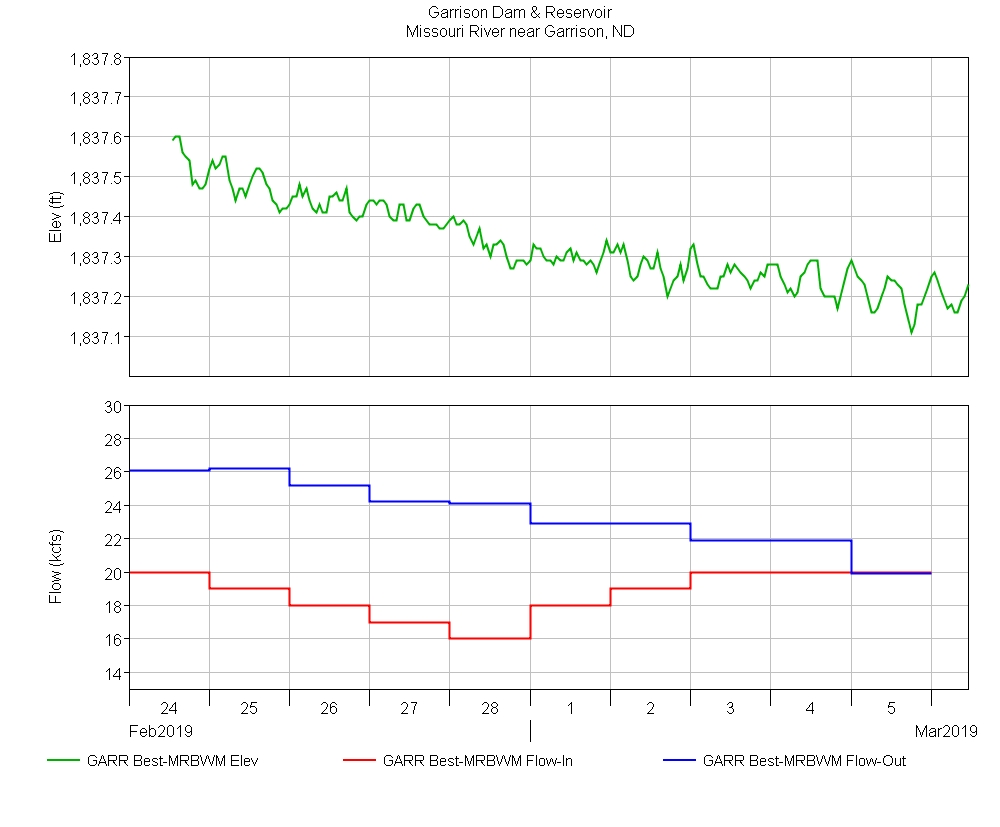 Garrison Dam & Reservoir
Missouri River near Garrison, ND
1,837.8
1,837.7
1,837.6
1,837.5
1,837.4
1,837.3
1,837.2
1,837.1
Elev (ft)
30
28
26
24
22
20
18
16
14
Flow (kcfs)
24 25 26 27 28 1 2 3 4 5
Feb2019 Mar2019
GARR Best-MRBWM Elev GARR Best-MRBWM Flow-In GARR Best-MRBWM Flow-Out